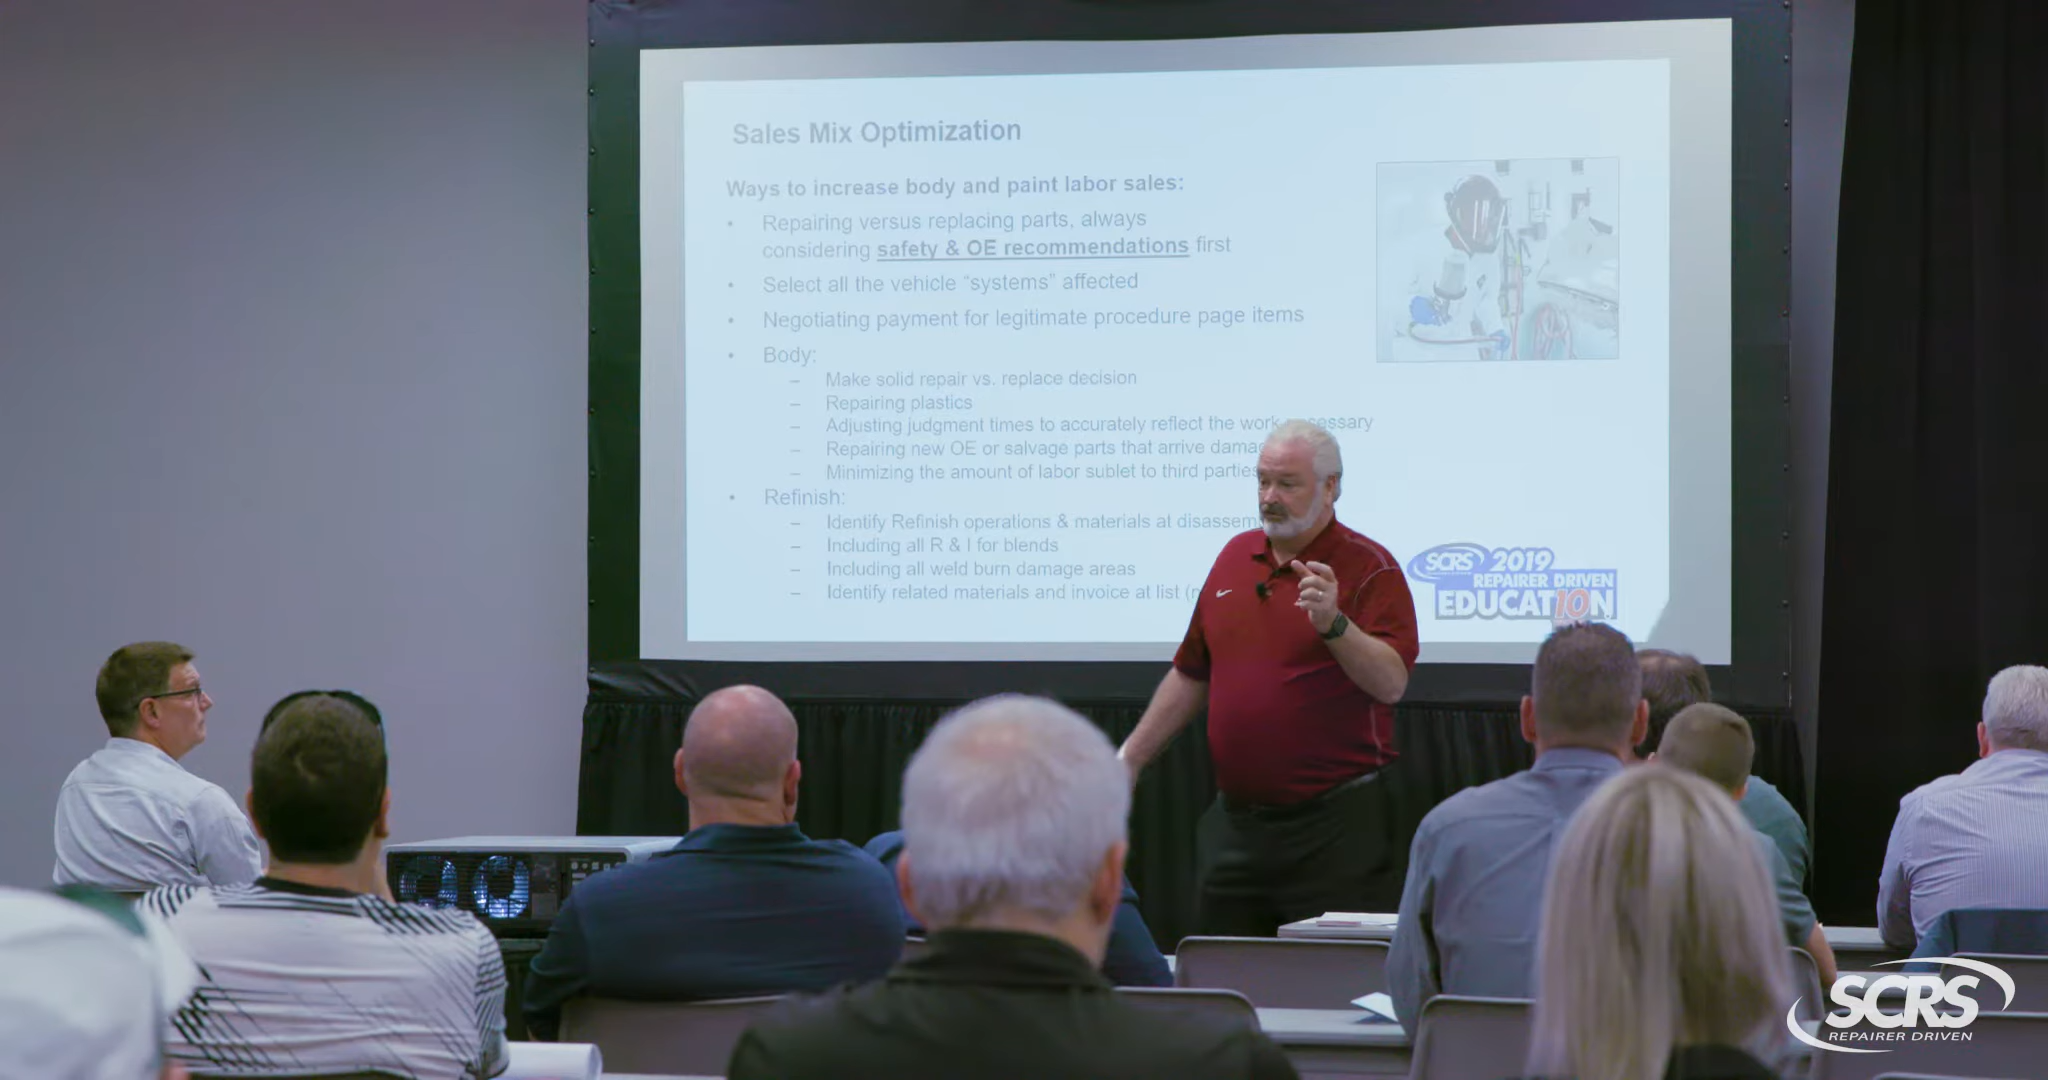 Sales Mix Optimization
Ways to increase body and paint labor sales:
• Repairing versus replacing parts, always
considering safety & OE recommendations first
• Select all the vehicle “systems” affected
• Negotiating payment for legitimate procedure page items
• Body:
– Make solid repair vs. replace decision
– Repairing plastics
– Adjusting judgment times to accurately reflect the work
– Repairing new OE or salvage parts that arrive
– Minimizing the amount of labor sublet to third parties
• Refinish:
– Identify Refinish operations & materials at
– Including all R & I for blends
– Including all weld burn damage areas
– Identify related materials and invoice at list
SCRS 2019
REPAIRER DRIVEN
EDUCAT10N
SCRS
REPAIRER DRIVEN